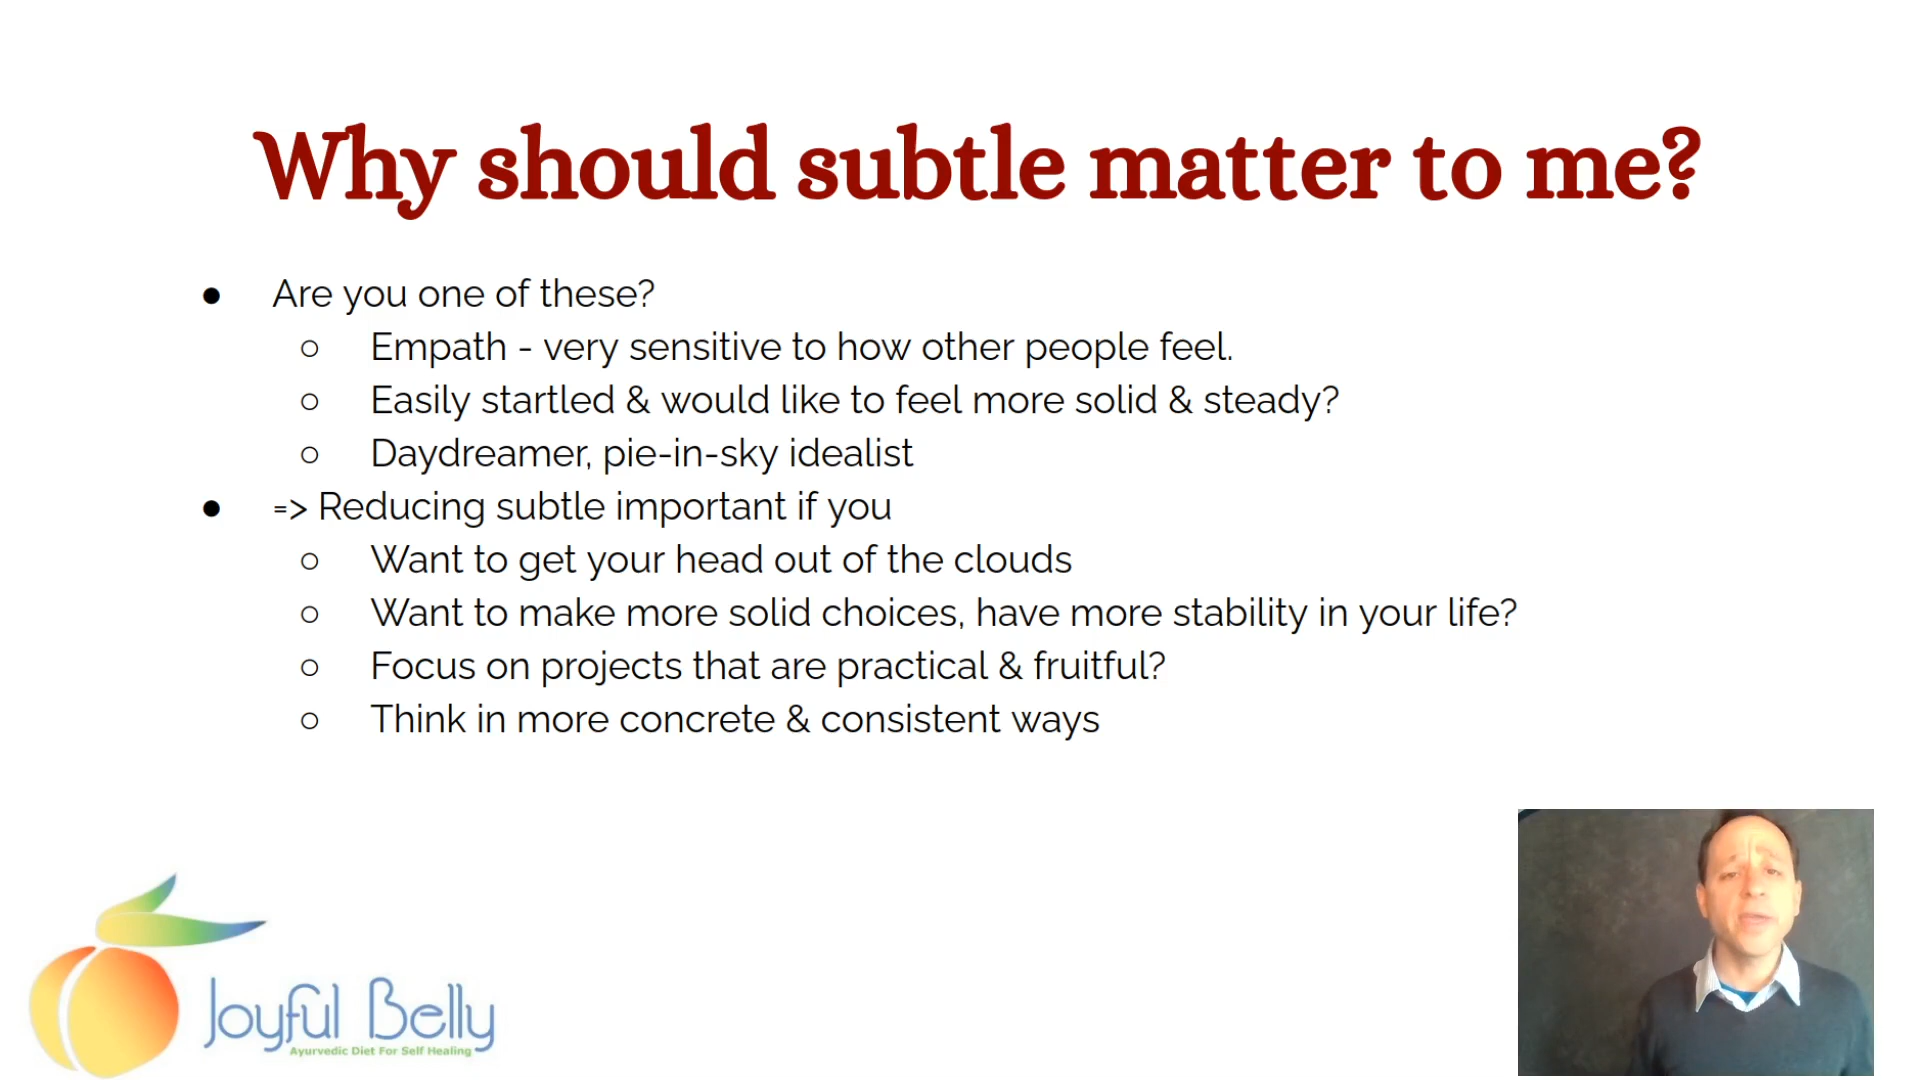 Why should subtle matter to me?
● Are you one of these?
○ Empath - very sensitive to how other people feel.
○ Easily startled & would like to feel more solid & steady?
○ Daydreamer, pie-in-sky idealist
● => Reducing subtle important if you
○ Want to get your head out of the clouds
○ Want to make more solid choices, have more stability in your life?
○ Focus on projects that are practical & fruitful?
○ Think in more concrete & consistent ways
Joyful Belly
Ayurvedic Diet For Self Healing